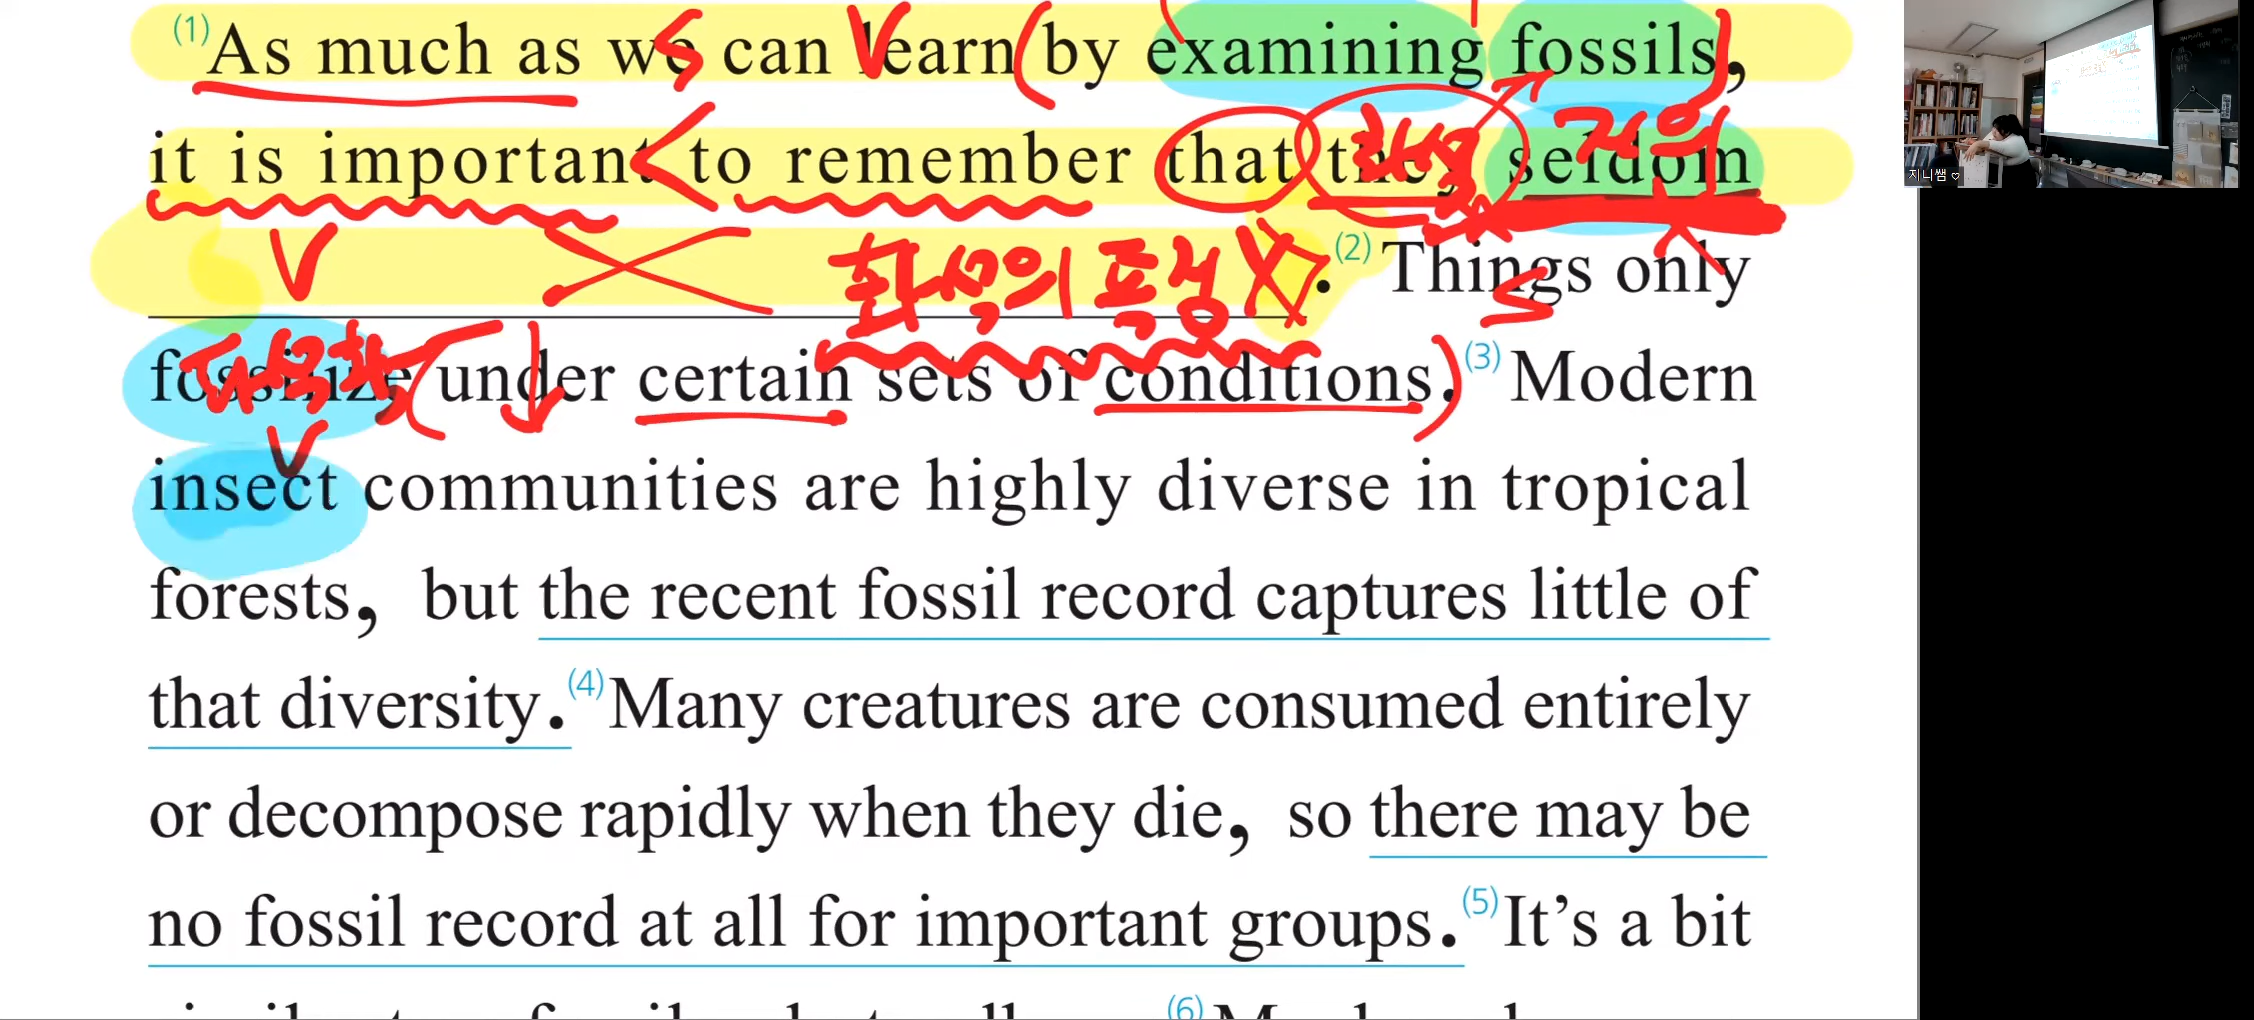 (1) As much as we can learn by examining fossils,
it is important to remember that they seldom
화석 거의
화석의 특성 X
. (2) Things only
fossilize under certain sets of conditions. (3) Modern
insect communities are highly diverse in tropical
forests, but the recent fossil record captures little of
that diversity. (4) Many creatures are consumed entirely
or decompose rapidly when they die, so there may be
no fossil record at all for important groups. (5) It's a bit
(6)
S V
V
S
V
지니쌤 ♡